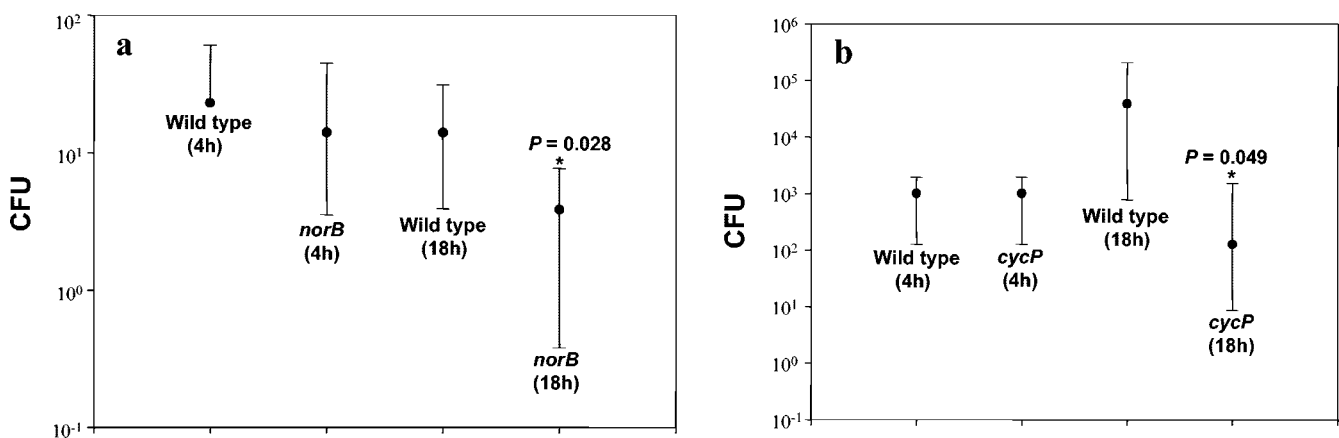 a
10²
10¹
10⁰
10⁻¹
CFU
Wild type
(4h)
norB
(4h)
Wild type
(18h)
P = 0.028
*
norB
(18h)
b
10⁶
10⁵
10⁴
10³
10²
10¹
10⁰
10⁻¹
CFU
Wild type
(4h)
cycP
(4h)
Wild type
(18h)
P = 0.049
*
cycP
(18h)